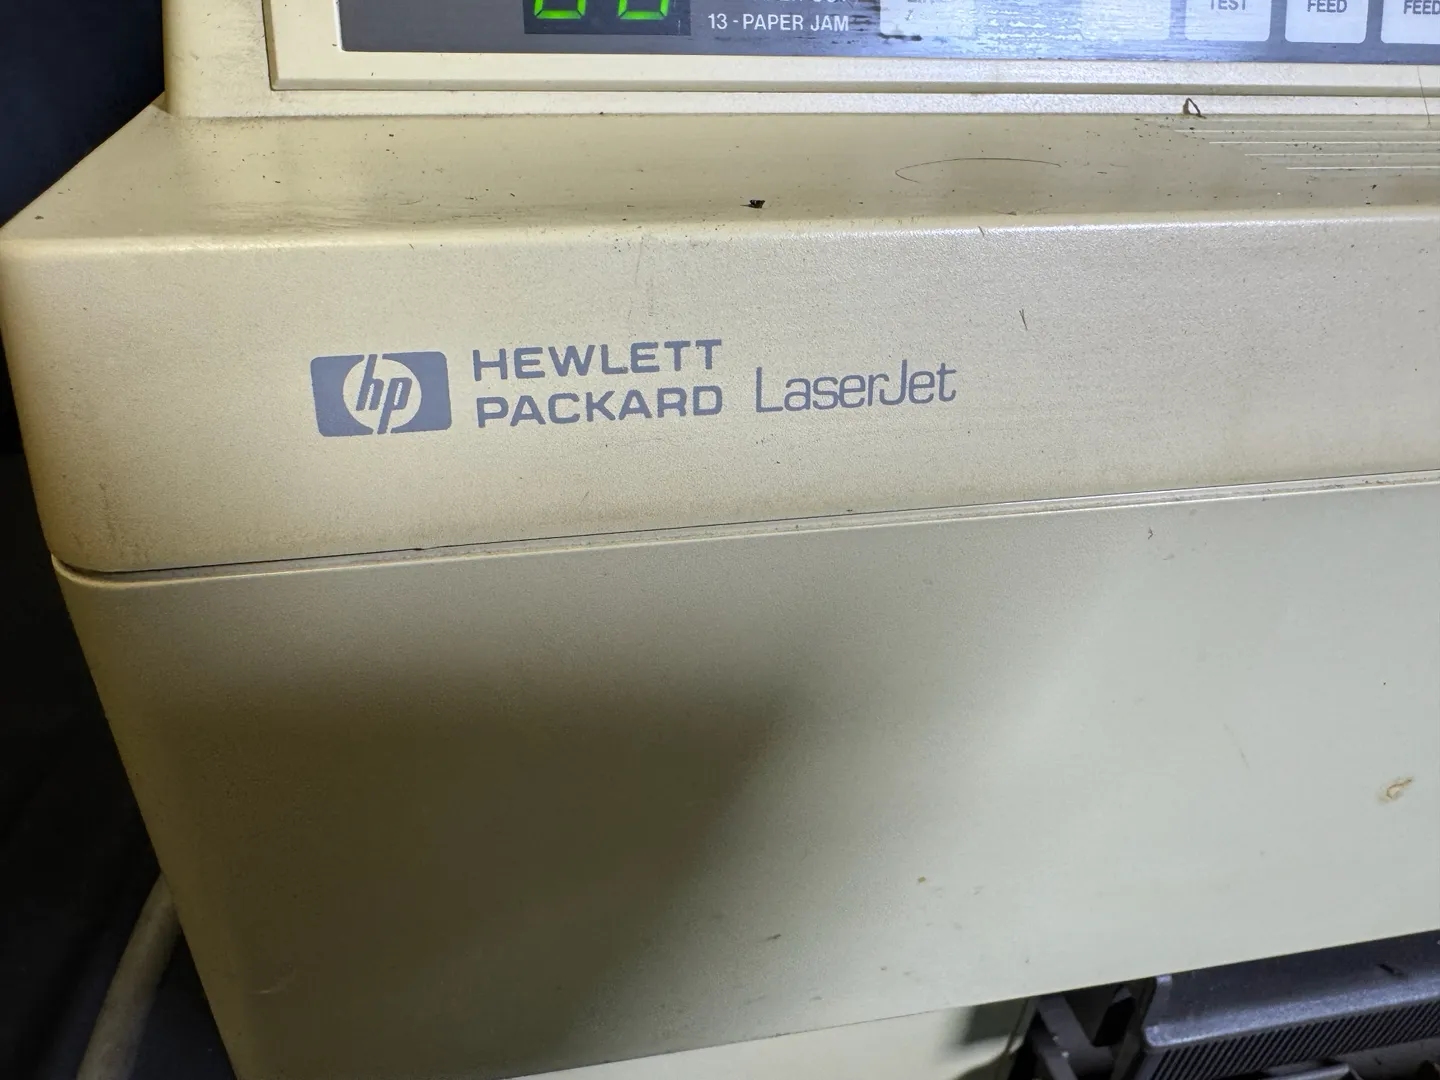 13 - PAPER JAM
TEST
FEED
FEED
hp
HEWLETT
PACKARD
LaserJet